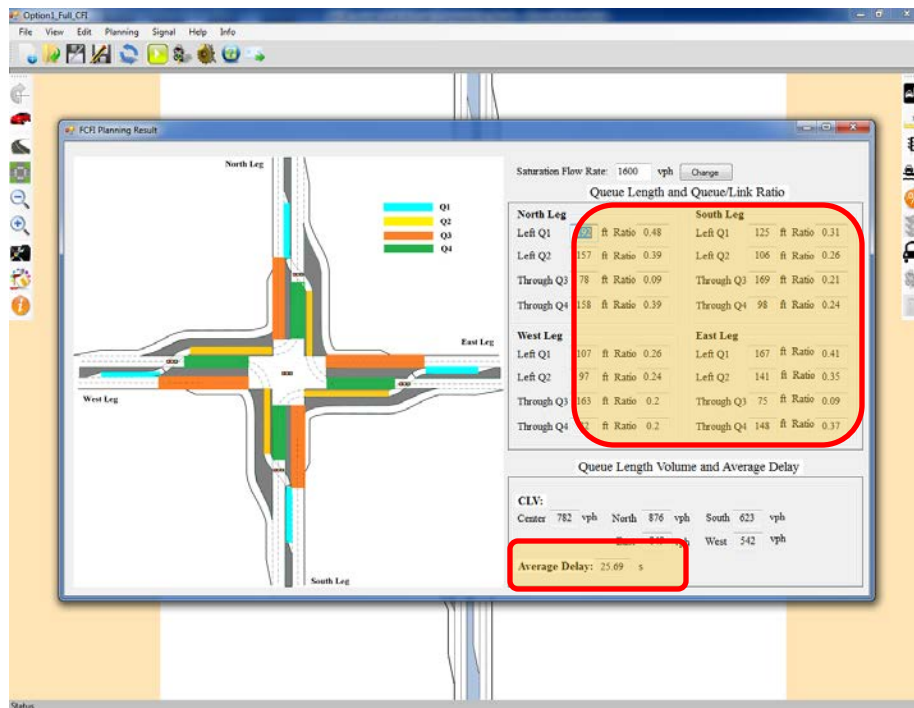 Option1_Full_CFI
File View Edit Planning Signal Help Info
FCFI Planning Result
North Leg
Q1
Q2
Q3
Q4
East Leg
West Leg
South Leg
Saturation Flow Rate: 1600 vph Change
Queue Length and Queue/Link Ratio
North Leg South Leg
Left Q1 ft Ratio 0.48 Left Q1 125 ft Ratio 0.31
Left Q2 157 ft Ratio 0.39 Left Q2 106 ft Ratio 0.26
Through Q3 78 ft Ratio 0.09 Through Q3 169 ft Ratio 0.21
Through Q4 158 ft Ratio 0.39 Through Q4 98 ft Ratio 0.24
West Leg East Leg
Left Q1 107 ft Ratio 0.26 Left Q1 167 ft Ratio 0.41
Left Q2 97 ft Ratio 0.24 Left Q2 141 ft Ratio 0.35
Through Q3 163 ft Ratio 0.2 Through Q3 75 ft Ratio 0.09
Through Q4 ft Ratio 0.2 Through Q4 148 ft Ratio 0.37
Queue Length Volume and Average Delay
CLV:
Center 782 vph North 876 vph South 623 vph
East vph West 542 vph
Average Delay: 25.69 s
Status